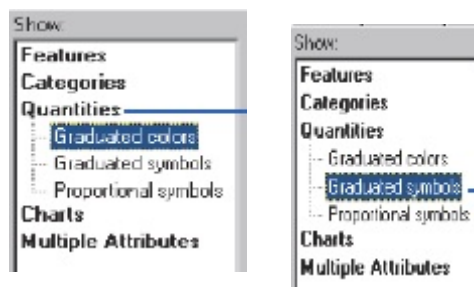 Show:
Features
Categories
Quantities
Graduated colors
Graduated symbols
Proportional symbols
Charts
Multiple Attributes
Show:
Features
Categories
Quantities
Graduated colors
Graduated symbols
Proportional symbols
Charts
Multiple Attributes